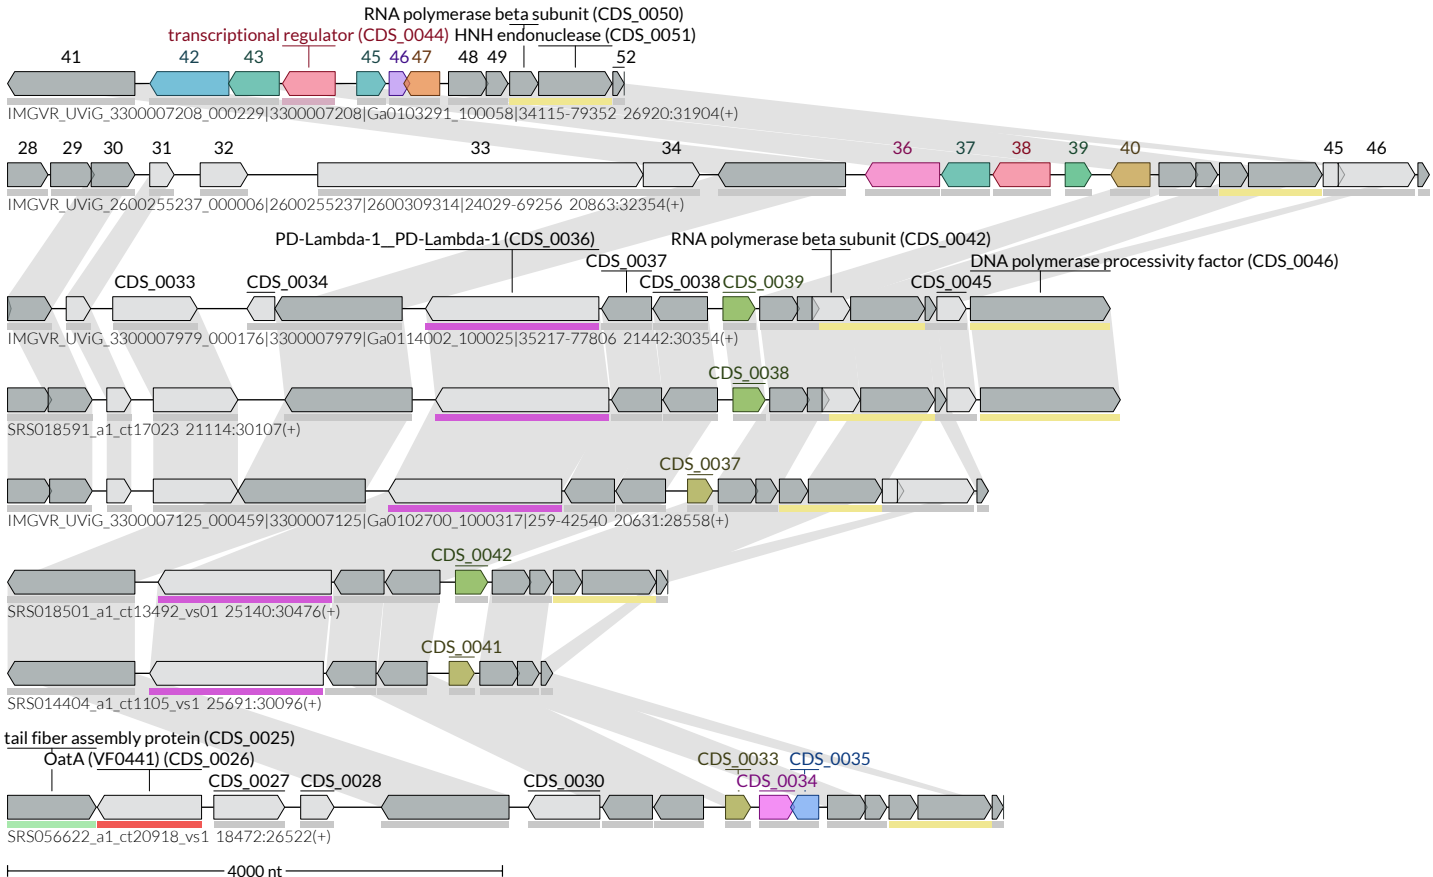 RNA polymerase beta subunit (CDS_0050)
transcriptional regulator (CDS_0044) HNH endonuclease (CDS_0051)
41 42 43 45 46 47 48 49 52
IMGVR_UViG_3300007208_000229|3300007208|Ga0103291_100058|34115-79352 26920:31904(+)
28 29 30 31 32 33 34 36 37 38 39 40 45 46
IMGVR_UViG_2600255237_000006|2600255237|2600309314|24029-69256 20863:32354(+)
PD-Lambda-1__PD-Lambda-1 (CDS_0036) RNA polymerase beta subunit (CDS_0042)
CDS_0037 DNA polymerase processivity factor (CDS_0046)
CDS_0033 CDS_0034 CDS_0038 CDS_0039 CDS_0045
IMGVR_UViG_3300007979_000176|3300007979|Ga0114002_100025|35217-77806 21442:30354(+)
CDS_0038
SRS018591_a1_ct17023 21114:30107(+)
CDS_0037
IMGVR_UViG_3300007125_000459|3300007125|Ga0102700_1000317|259-42540 20631:28558(+)
CDS_0042
SRS018501_a1_ct13492_vs01 25140:30476(+)
CDS_0041
SRS014404_a1_ct1105_vs1 25691:30096(+)
tail fiber assembly protein (CDS_0025)
OatA (VF0441) (CDS_0026) CDS_0033 CDS_0035
CDS_0027 CDS_0028 CDS_0030 CDS_0034
SRS056622_a1_ct20918_vs1 18472:26522(+)
4000 nt